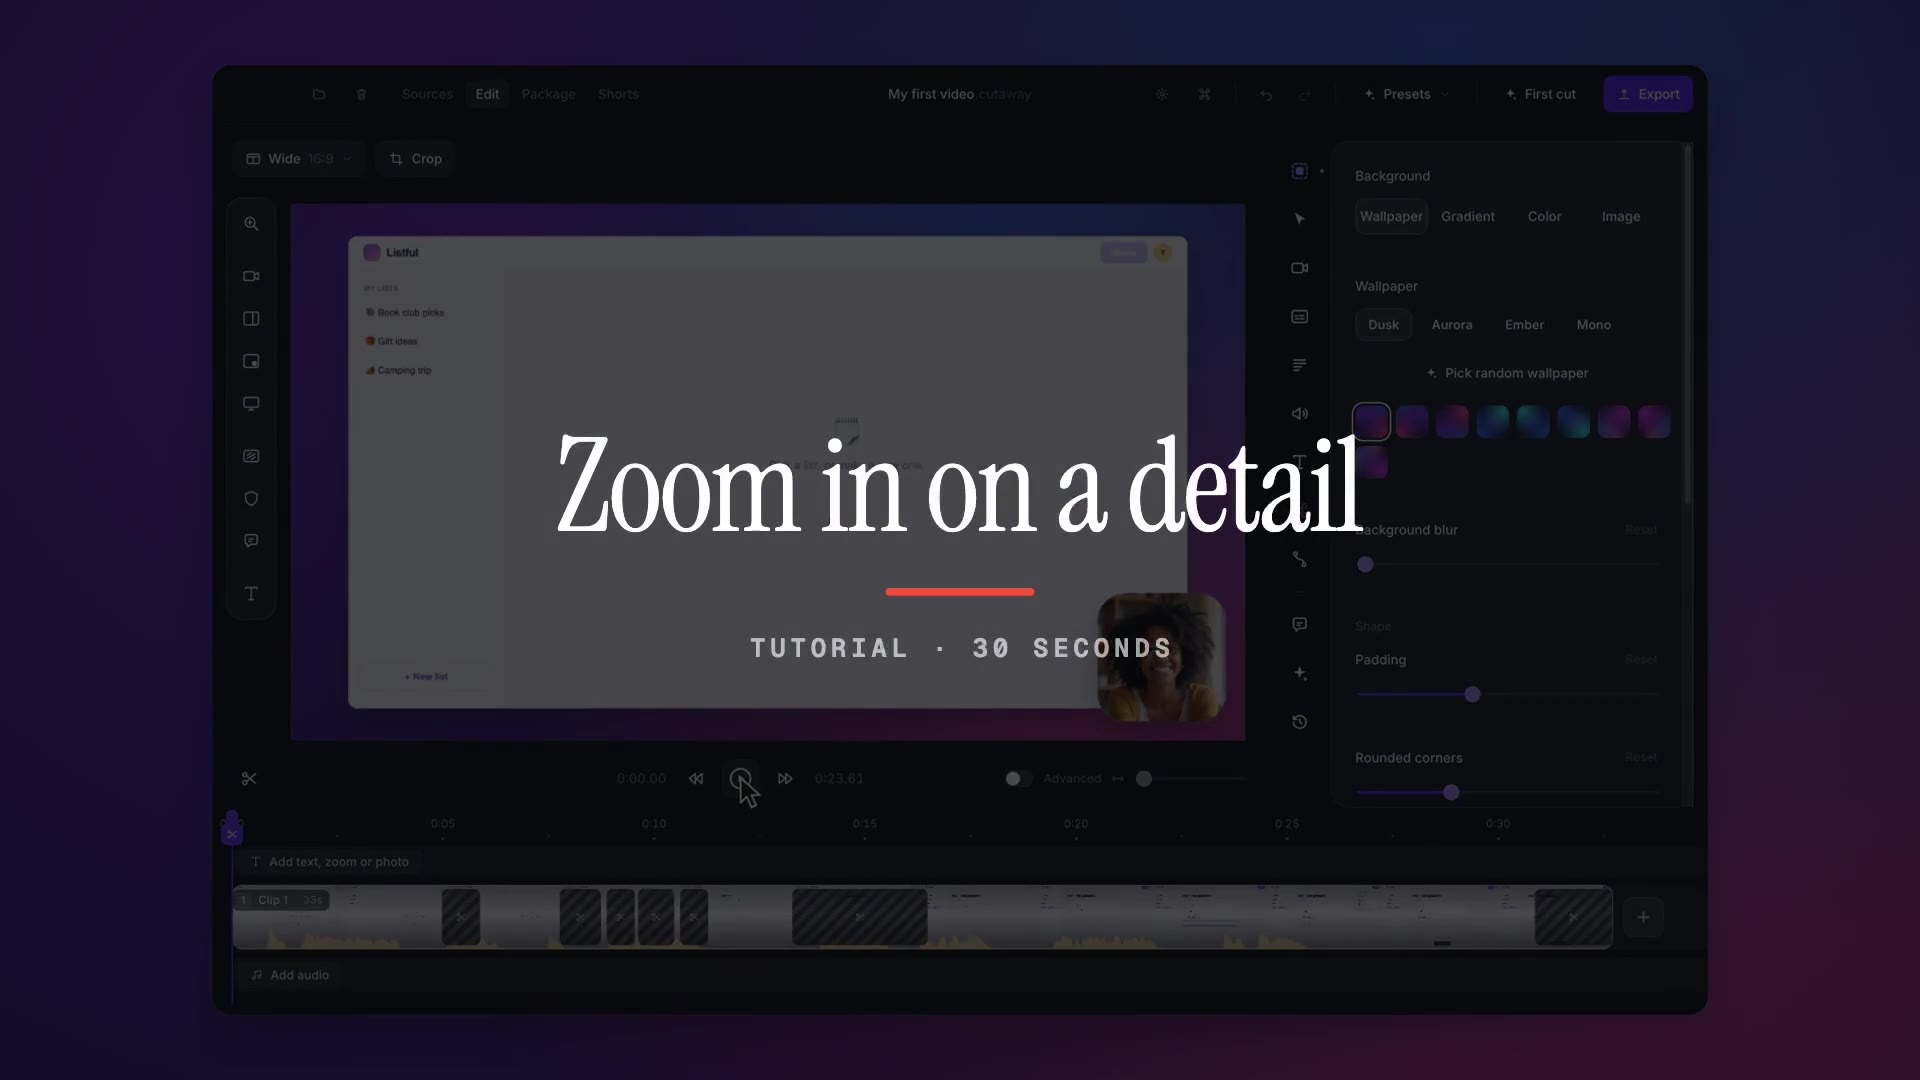 Sources Edit Package Shorts
My first video.cutaway
Presets
First cut
Export
Wide 16:9
Crop
Listful
MY LISTS
Book club picks
Gift ideas
Camping trip
+ New list
Zoom in on a detail
TUTORIAL · 30 SECONDS
Background
Wallpaper Gradient Color Image
Wallpaper
Dusk Aurora Ember Mono
Pick random wallpaper
Background blur Reset
Shape
Padding Reset
Rounded corners Reset
0:00.00
0:23.61
Advanced
0:05 0:10 0:15 0:20 0:25 0:30
Add text, zoom or photo
1 Clip 1 33s
Add audio